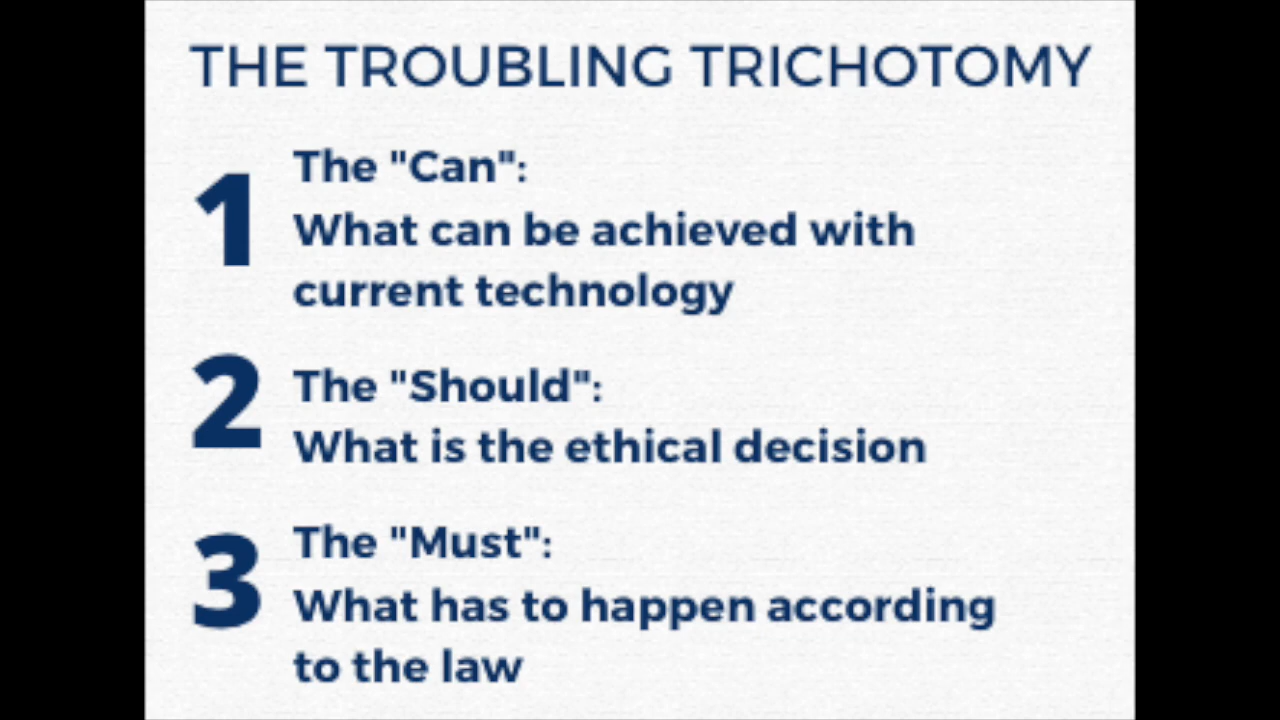 THE TROUBLING TRICHOTOMY
1
The "Can":
What can be achieved with
current technology
2
The "Should":
What is the ethical decision
3
The "Must":
What has to happen according
to the law